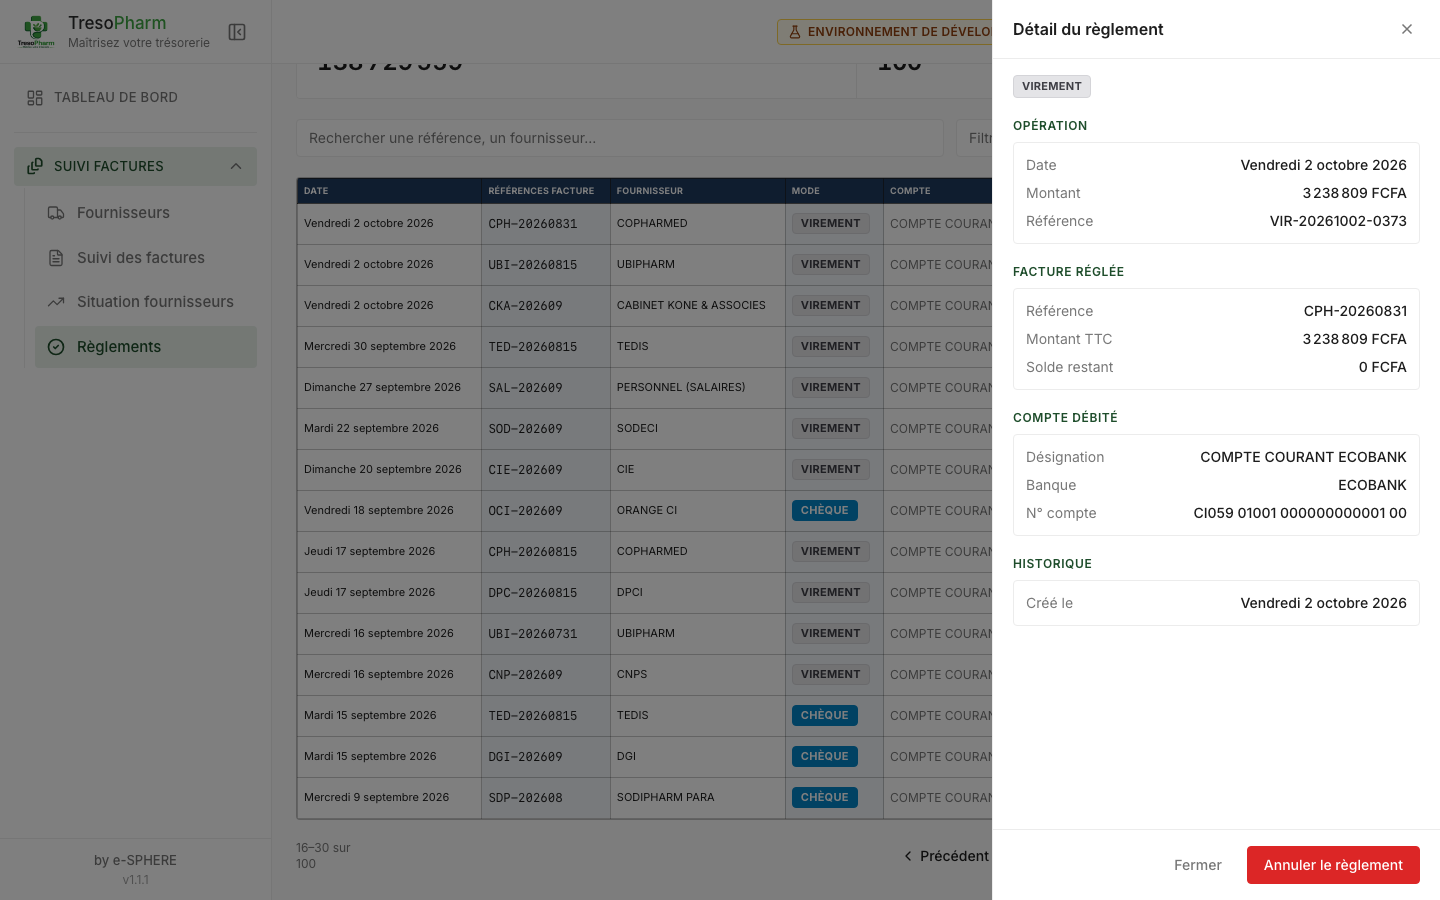 TresoPharm
Maîtrisez votre trésorerie
TresoPharm
ENVIRONNEMENT DE DÉVELO
TABLEAU DE BORD
SUIVI FACTURES
Fournisseurs
Suivi des factures
Situation fournisseurs
Règlements
by e-SPHERE
v1.1.1
Rechercher une référence, un fournisseur...
Filtr
DATE RÉFÉRENCES FACTURE FOURNISSEUR MODE COMPTE
Vendredi 2 octobre 2026 CPH-20260831 COPHARMED VIREMENT COMPTE COURAN
Vendredi 2 octobre 2026 UBI-20260815 UBIPHARM VIREMENT COMPTE COURAN
Vendredi 2 octobre 2026 CKA-202609 CABINET KONE & ASSOCIES VIREMENT COMPTE COURAN
Mercredi 30 septembre 2026 TED-20260815 TEDIS VIREMENT COMPTE COURAN
Dimanche 27 septembre 2026 SAL-202609 PERSONNEL (SALAIRES) VIREMENT COMPTE COURAN
Mardi 22 septembre 2026 SOD-202609 SODECI VIREMENT COMPTE COURAN
Dimanche 20 septembre 2026 CIE-202609 CIE VIREMENT COMPTE COURAN
Vendredi 18 septembre 2026 OCI-202609 ORANGE CI CHÈQUE COMPTE COURAN
Jeudi 17 septembre 2026 CPH-20260815 COPHARMED VIREMENT COMPTE COURAN
Jeudi 17 septembre 2026 DPC-20260815 DPCI VIREMENT COMPTE COURAN
Mercredi 16 septembre 2026 UBI-20260731 UBIPHARM VIREMENT COMPTE COURAN
Mercredi 16 septembre 2026 CNP-202609 CNPS VIREMENT COMPTE COURAN
Mardi 15 septembre 2026 TED-20260815 TEDIS CHÈQUE COMPTE COURAN
Mardi 15 septembre 2026 DGI-202609 DGI CHÈQUE COMPTE COURAN
Mercredi 9 septembre 2026 SDP-202608 SODIPHARM PARA CHÈQUE COMPTE COURAN
16–30 sur
100
Précédent
Détail du règlement
VIREMENT
OPÉRATION
Date Vendredi 2 octobre 2026
Montant 3 238 809 FCFA
Référence VIR-20261002-0373
FACTURE RÉGLÉE
Référence CPH-20260831
Montant TTC 3 238 809 FCFA
Solde restant 0 FCFA
COMPTE DÉBITÉ
Désignation COMPTE COURANT ECOBANK
Banque ECOBANK
N° compte CI059 01001 000000000001 00
HISTORIQUE
Créé le Vendredi 2 octobre 2026
Fermer
Annuler le règlement